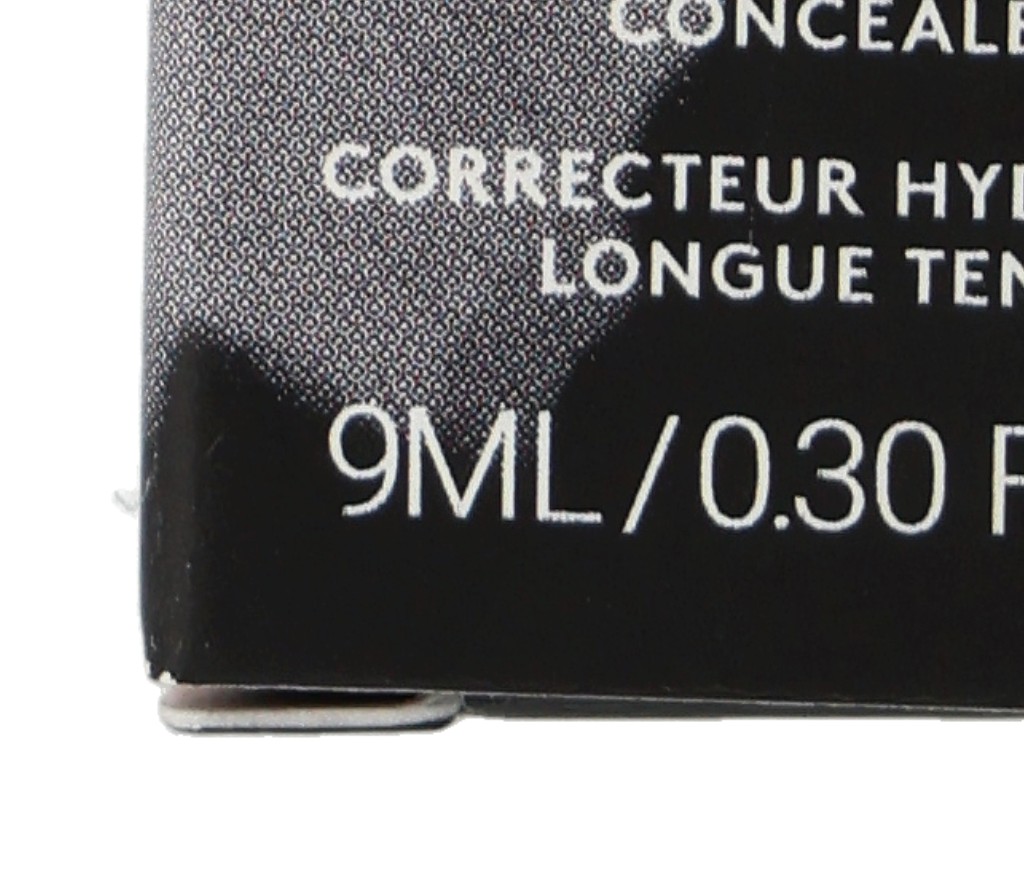 CONCEALE
CORRECTEUR HYD
LONGUE TEN
9ML / 0.30 F